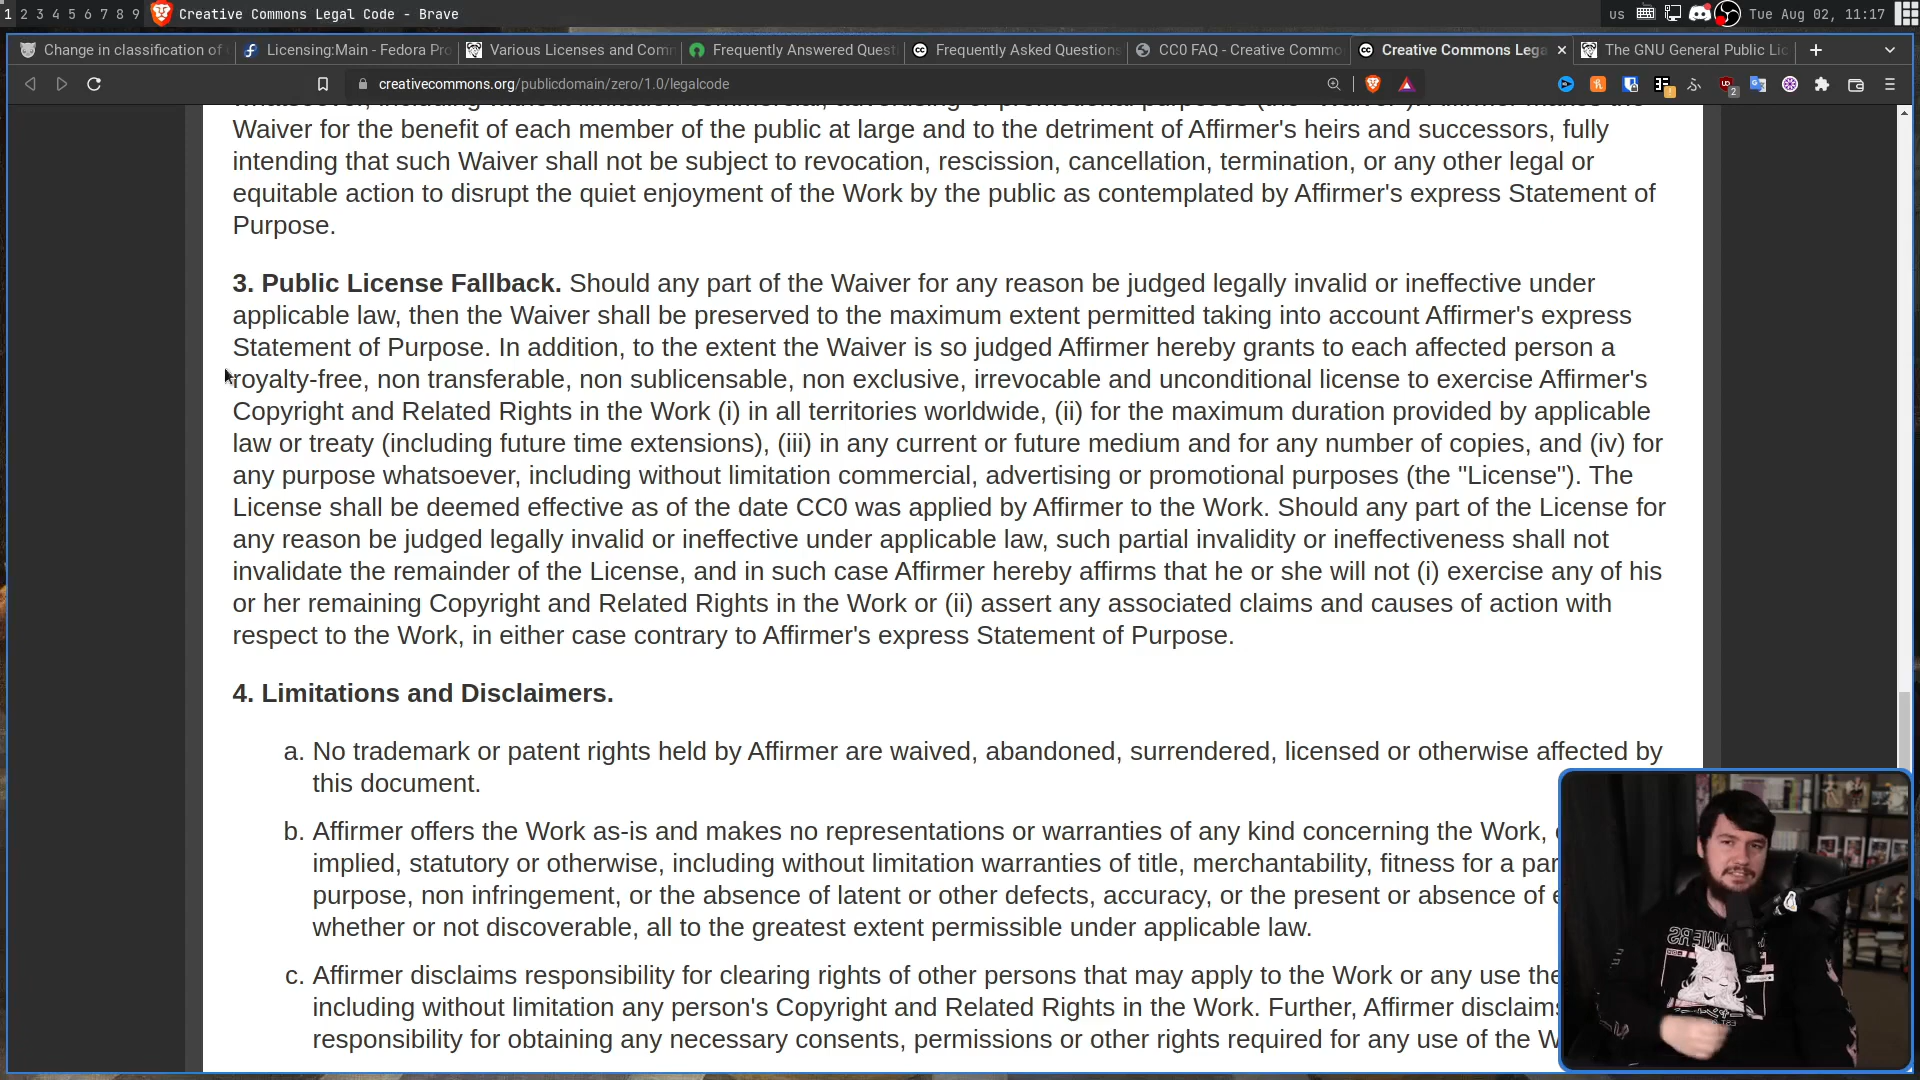 1 2 3 4 5 6 7 8 9 Creative Commons Legal Code - Brave us Tue Aug 02, 11:17
Change in classification of Licensing:Main - Fedora Pro Various Licenses and Com Frequently Answered Quest Frequently Asked Questions CC0 FAQ - Creative Commo Creative Commons Lega The GNU General Public Lic
creativecommons.org/publicdomain/zero/1.0/legalcode
Waiver for the benefit of each member of the public at large and to the detriment of Affirmer's heirs and successors, fully
intending that such Waiver shall not be subject to revocation, rescission, cancellation, termination, or any other legal or
equitable action to disrupt the quiet enjoyment of the Work by the public as contemplated by Affirmer's express Statement of
Purpose.
3. Public License Fallback. Should any part of the Waiver for any reason be judged legally invalid or ineffective under
applicable law, then the Waiver shall be preserved to the maximum extent permitted taking into account Affirmer's express
Statement of Purpose. In addition, to the extent the Waiver is so judged Affirmer hereby grants to each affected person a
royalty-free, non transferable, non sublicensable, non exclusive, irrevocable and unconditional license to exercise Affirmer's
Copyright and Related Rights in the Work (i) in all territories worldwide, (ii) for the maximum duration provided by applicable
law or treaty (including future time extensions), (iii) in any current or future medium and for any number of copies, and (iv) for
any purpose whatsoever, including without limitation commercial, advertising or promotional purposes (the "License"). The
License shall be deemed effective as of the date CC0 was applied by Affirmer to the Work. Should any part of the License for
any reason be judged legally invalid or ineffective under applicable law, such partial invalidity or ineffectiveness shall not
invalidate the remainder of the License, and in such case Affirmer hereby affirms that he or she will not (i) exercise any of his
or her remaining Copyright and Related Rights in the Work or (ii) assert any associated claims and causes of action with
respect to the Work, in either case contrary to Affirmer's express Statement of Purpose.
4. Limitations and Disclaimers.
a. No trademark or patent rights held by Affirmer are waived, abandoned, surrendered, licensed or otherwise affected by
this document.
b. Affirmer offers the Work as-is and makes no representations or warranties of any kind concerning the Work,
implied, statutory or otherwise, including without limitation warranties of title, merchantability, fitness for a par
purpose, non infringement, or the absence of latent or other defects, accuracy, or the present or absence of e
whether or not discoverable, all to the greatest extent permissible under applicable law.
c. Affirmer disclaims responsibility for clearing rights of other persons that may apply to the Work or any use the
including without limitation any person's Copyright and Related Rights in the Work. Further, Affirmer disclaims
responsibility for obtaining any necessary consents, permissions or other rights required for any use of the W